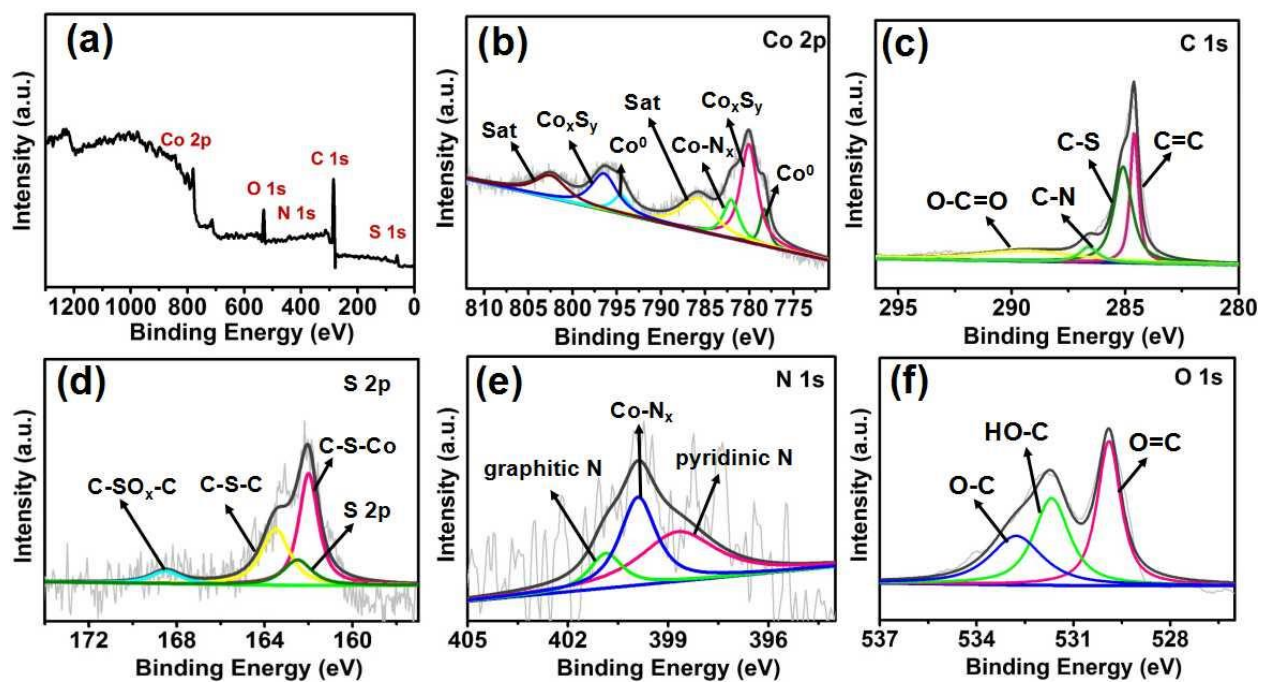 (a)
Co 2p
O 1s
N 1s
C 1s
S 1s
Intensity (a.u.)
1200 1000 800 600 400 200 0
Binding Energy (eV)
(b)
Co 2p
Sat
CoxSy
Co⁰
Sat
Co-Nx
CoxSy
Co⁰
Intensity (a.u.)
810 805 800 795 790 785 780 775
Binding Energy (eV)
(c)
C 1s
O-C=O
C-N
C-S
C=C
Intensity (a.u.)
295 290 285 280
Binding Energy (eV)
(d)
S 2p
C-SOx-C
C-S-C
C-S-Co
S 2p
Intensity (a.u.)
172 168 164 160
Binding Energy (eV)
(e)
N 1s
graphitic N
Co-Nx
pyridinic N
Intensity (a.u.)
405 402 399 396
Binding Energy (eV)
(f)
O 1s
O-C
HO-C
O=C
Intensity (a.u.)
537 534 531 528
Binding Energy (eV)